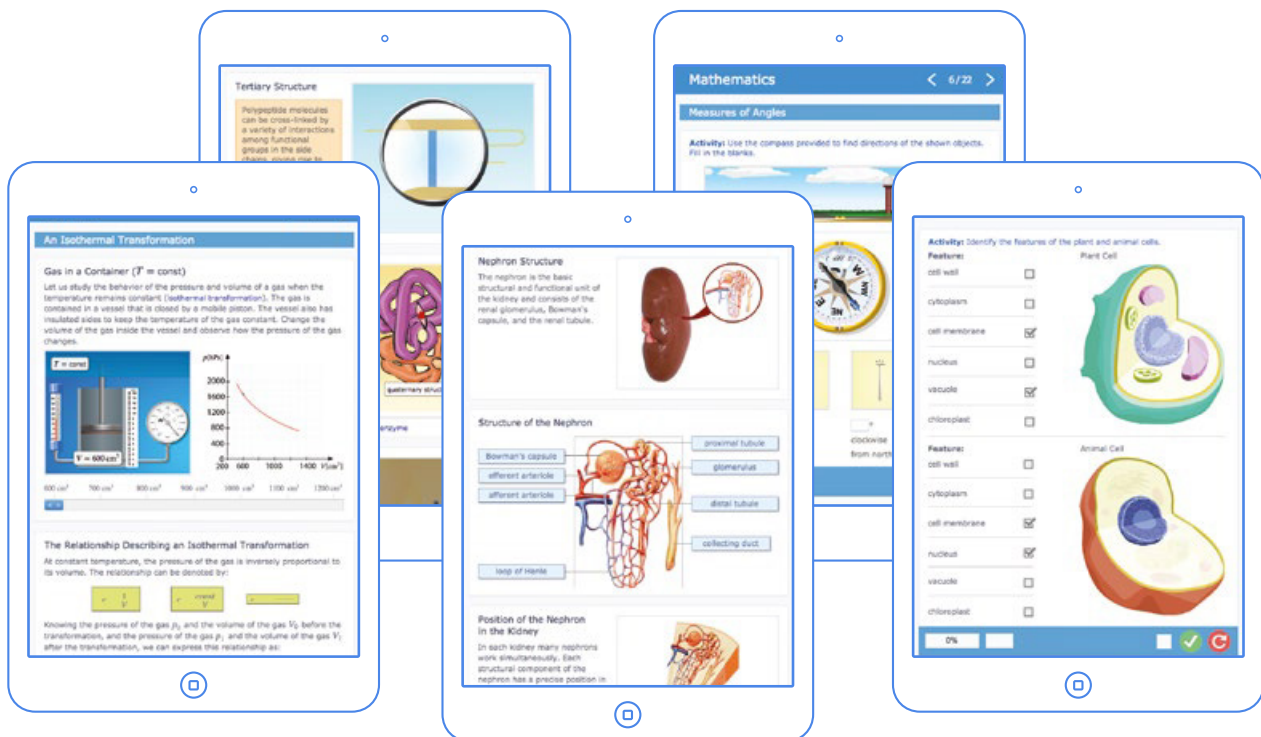 Tertiary Structure
Polypeptide molecules
can be cross-linked by
a variety of interactions
among functional
groups in the side
chains, giving rise to
quaternary struct
enzyme
Mathematics
6/22
Measures of Angles
Activity: Use the compass provided to find directions of the shown objects.
Fill in the blanks.
clockwise
from north
An Isothermal Transformation
Gas in a Container (T = const)
Let us study the behavior of the pressure and volume of a gas when the
temperature remains constant (isothermal transformation). The gas is
contained in a vessel that is closed by a mobile piston. The vessel also has
insulated sides to keep the temperature of the gas constant. Change the
volume of the gas inside the vessel and observe how the pressure of the gas
changes.
T = const
V = 600 cm³
p(hPa)
2000
1600
1200
800
400
0
200 600 1000 1400 V[cm³]
600 cm³ 700 cm³ 800 cm³ 900 cm³ 1000 cm³ 1100 cm³ 1200 cm³
The Relationship Describing an Isothermal Transformation
At constant temperature, the pressure of the gas is inversely proportional to
its volume. The relationship can be denoted by:
Knowing the pressure of the gas p₀ and the volume of the gas V₀ before the
transformation, and the pressure of the gas p₁ and the volume of the gas V₁
after the transformation, we can express this relationship as:
Nephron Structure
The nephron is the basic
structural and functional unit of
the kidney and consists of the
renal glomerulus, Bowman's
capsule, and the renal tubule.
Structure of the Nephron
Bowman's capsule
efferent arteriole
afferent arteriole
loop of Henle
proximal tubule
glomerulus
distal tubule
collecting duct
Position of the Nephron
in the Kidney
In each kidney many nephrons
work simultaneously. Each
structural component of the
nephron has a precise position in
Activity: Identify the features of the plant and animal cells.
Feature:
Plant Cell
cell wall
cytoplasm
cell membrane
nucleus
vacuole
chloroplast
Feature:
Animal Cell
cell wall
cytoplasm
cell membrane
nucleus
vacuole
chloroplast
0%